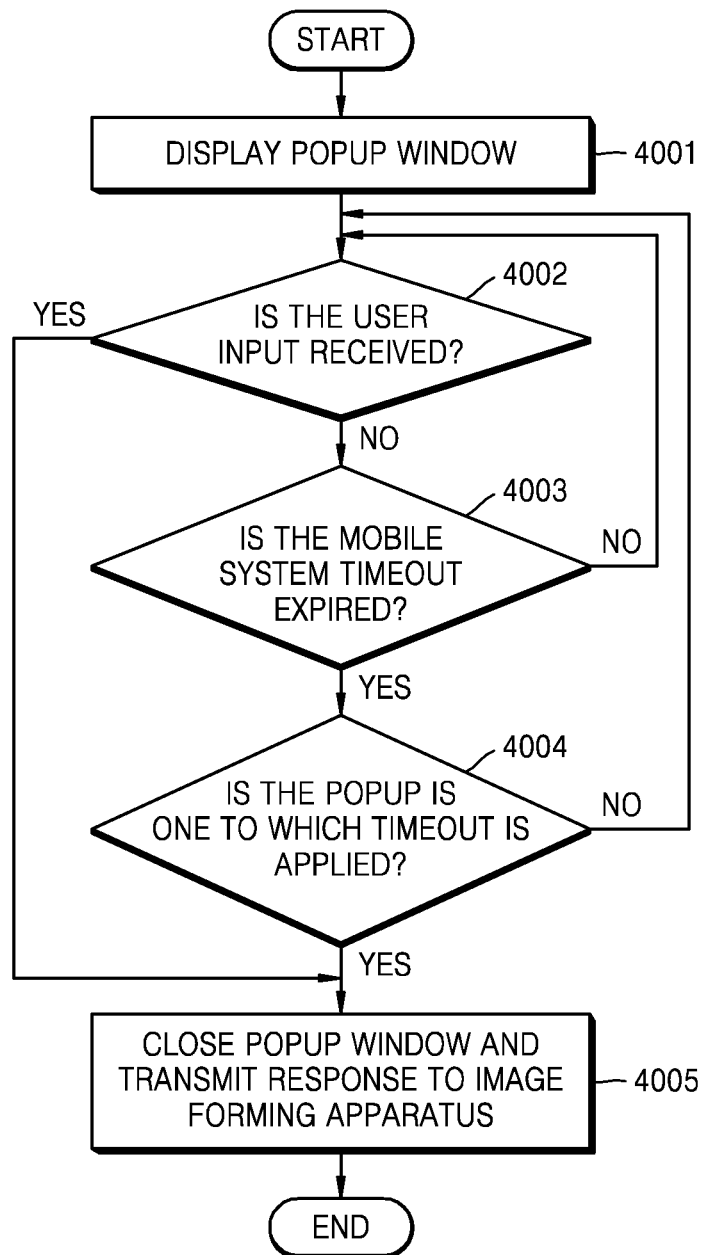 START
DISPLAY POPUP WINDOW
4001
4002
YES
IS THE USER
INPUT RECEIVED?
NO
4003
IS THE MOBILE
SYSTEM TIMEOUT
EXPIRED?
NO
YES
4004
IS THE POPUP IS
ONE TO WHICH TIMEOUT IS
APPLIED?
NO
YES
CLOSE POPUP WINDOW AND
TRANSMIT RESPONSE TO IMAGE
FORMING APPARATUS
4005
END